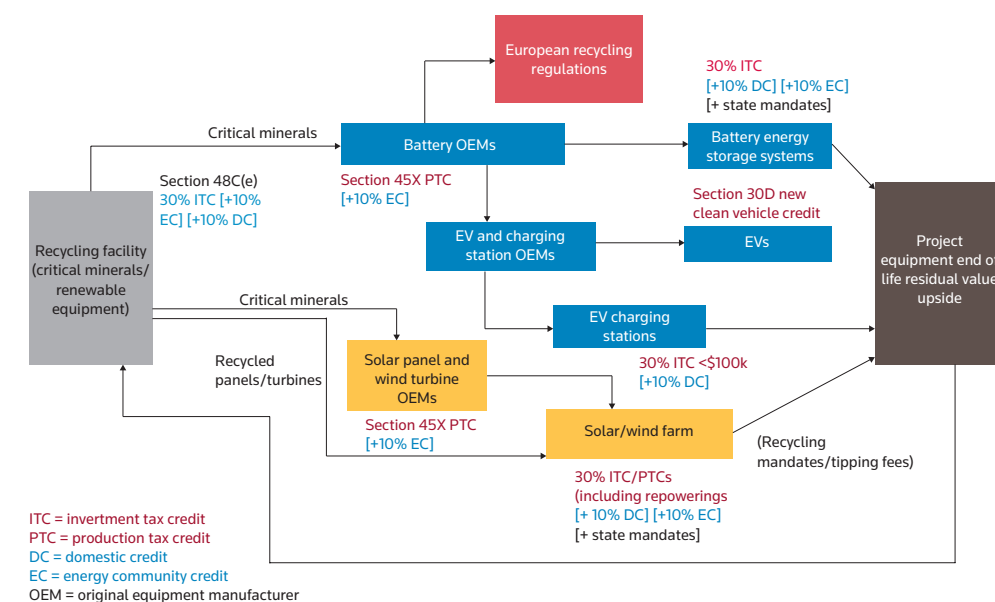 European recycling
regulations
30% ITC
[+10% DC] [+10% EC]
[+ state mandates]
Critical minerals
Battery OEMs
Battery energy
storage systems
Section 48C(e)
30% ITC [+10%
EC] [+10% DC]
Section 45X PTC
[+10% EC]
Section 30D new
clean vehicle credit
Recycling facility
(critical minerals/
renewable
equipment)
EV and charging
station OEMs
EVs
Project
equipment end of
life residual value
upside
Critical minerals
EV charging
stations
Recycled
panels/turbines
Solar panel and
wind turbine
OEMs
30% ITC <$100k
[+10% DC]
Section 45X PTC
[+10% EC]
Solar/wind farm
(Recycling
mandates/tipping fees)
30% ITC/PTCs
(including repowerings
[+ 10% DC] [+10% EC]
[+ state mandates]
ITC = invertment tax credit
PTC = production tax credit
DC = domestic credit
EC = energy community credit
OEM = original equipment manufacturer